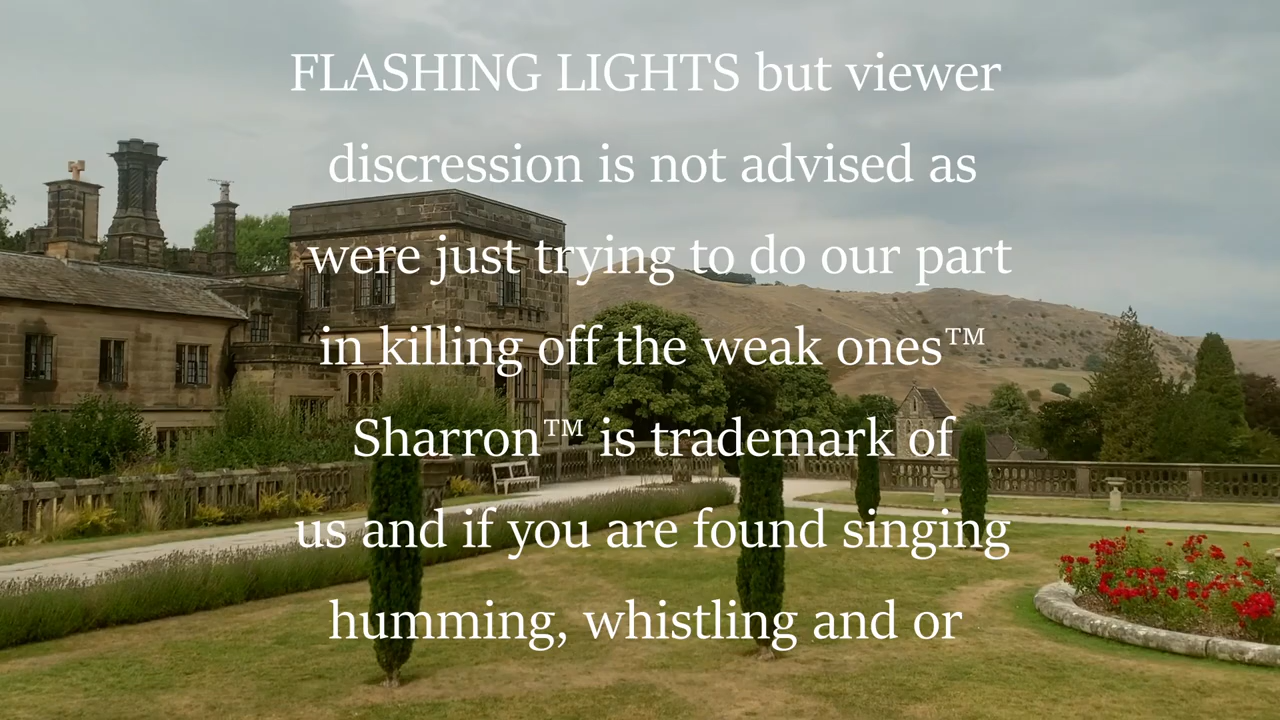 FLASHING LIGHTS but viewer
discression is not advised as
were just trying to do our part
in killing off the weak ones™
Sharron™ is trademark of
us and if you are found singing
humming, whistling and or